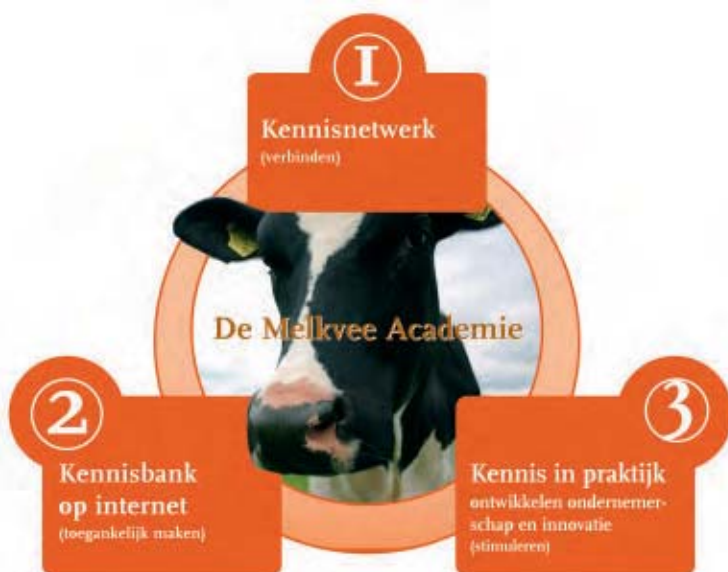 1
Kennisnetwerk
(verbinden)
De Melkvee Academie
2
Kennisbank
op internet
(toegankelijk maken)
3
Kennis in praktijk
ontwikkelen ondernemer-
schap en innovatie
(stimuleren)